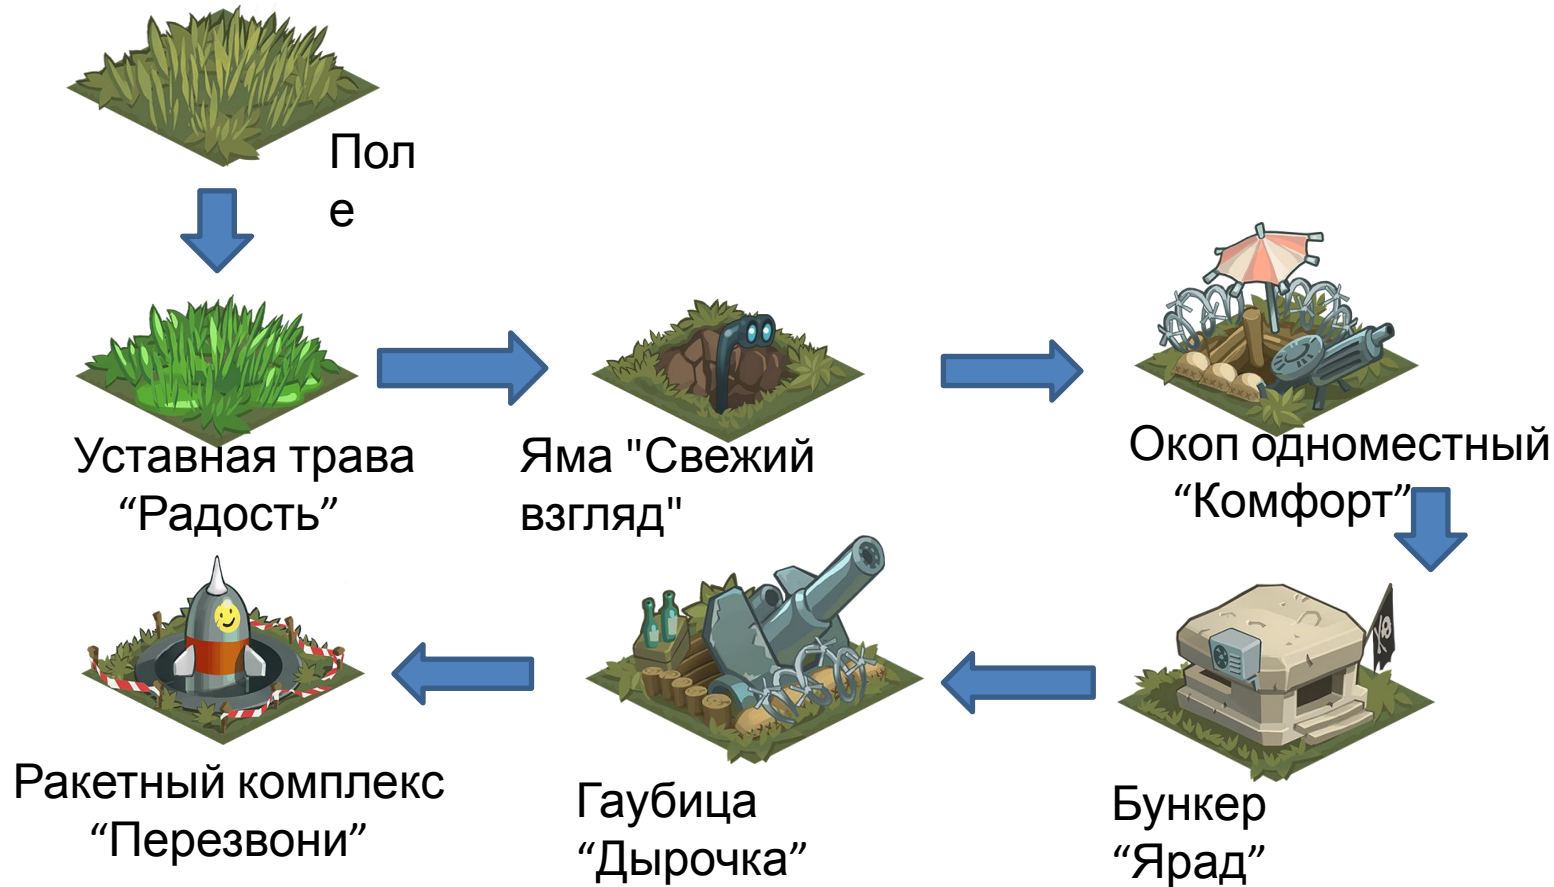 Пол
е
Уставная трава
“Радость”
Яма "Свежий
взгляд"
Окоп одноместный
“Комфорт”
Ракетный комплекс
“Перезвони”
Гаубица
“Дырочка”
Бункер
“Ярад”